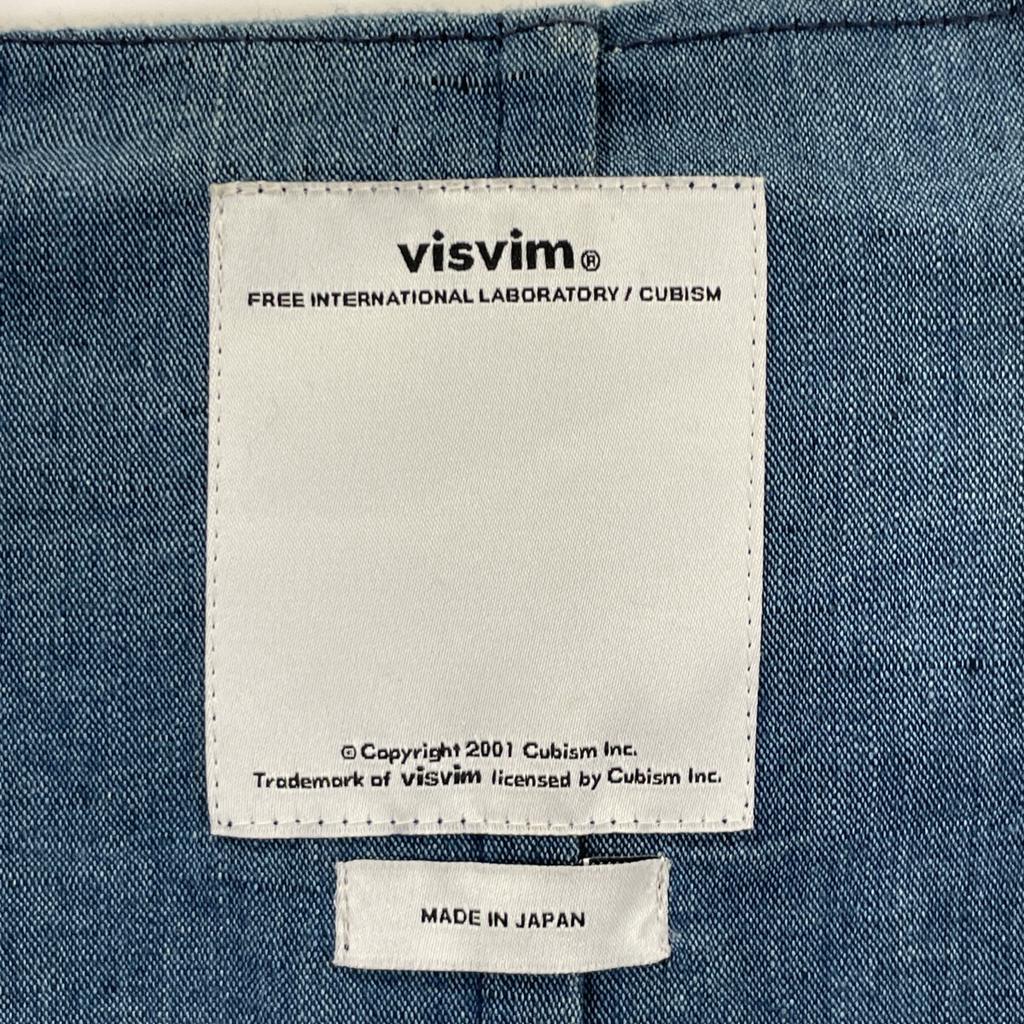 visvim®
FREE INTERNATIONAL LABORATORY / CUBISM
© Copyright 2001 Cubism Inc.
Trademark of visvim licensed by Cubism Inc.
MADE IN JAPAN